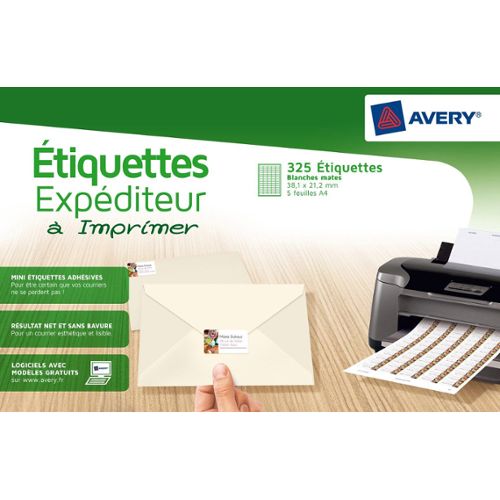 AVERY®
Étiquettes
Expéditeur
à Imprimer
325 Étiquettes
Blanches mates
38,1 x 21,2 mm
5 feuilles A4
MINI ÉTIQUETTES ADHÉSIVES
Pour être certain que vos courriers
ne se perdent pas !
RÉSULTAT NET ET SANS BAVURE
Pour un courrier esthétique et lisible.
LOGICIELS AVEC
MODÈLES GRATUITS
sur www.avery.fr